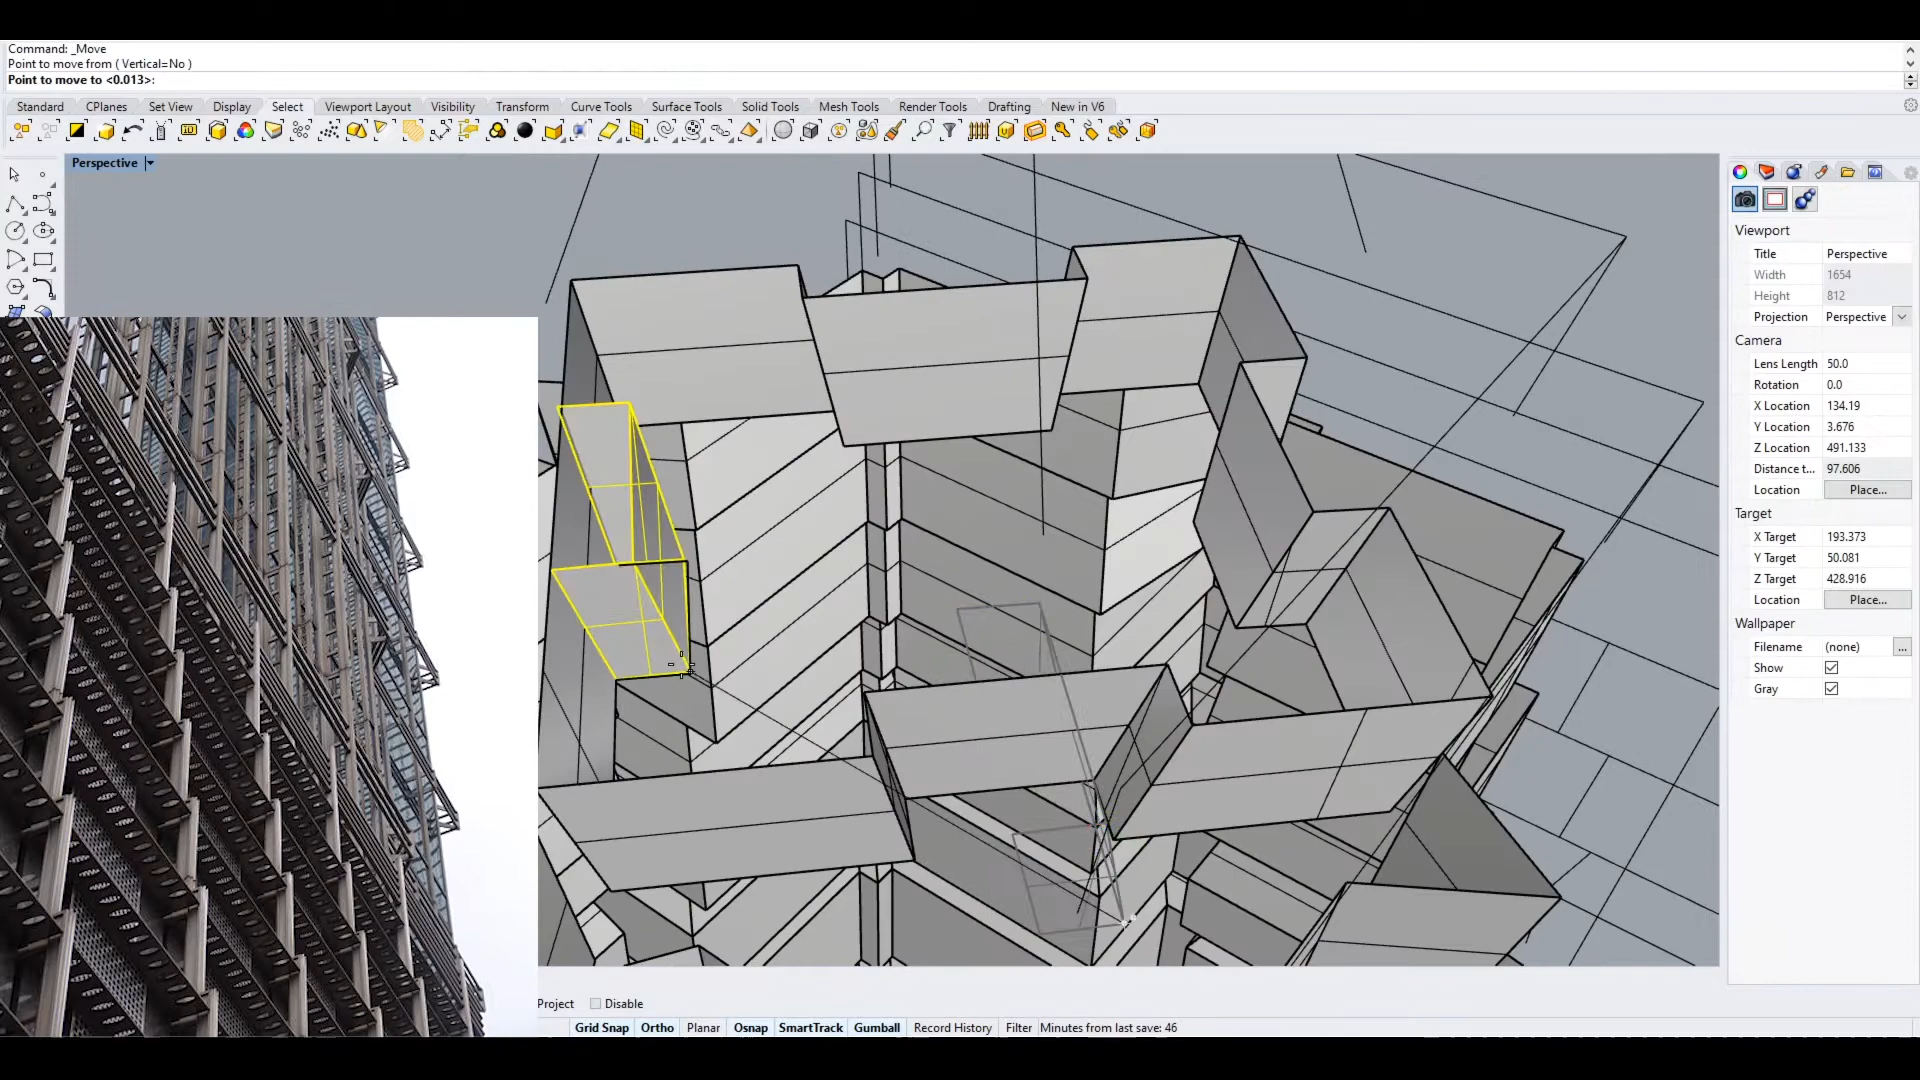 Command: _Move
Point to move from ( Vertical=No )
Point to move to <0.013>:
Standard CPlanes Set View Display Select Viewport Layout Visibility Transform Curve Tools Surface Tools Solid Tools Mesh Tools Render Tools Drafting New in V6
Perspective
Viewport
Title Perspective
Width 1654
Height 812
Projection Perspective
Camera
Lens Length 50.0
Rotation 0.0
X Location 134.19
Y Location 3.676
Z Location 491.133
Distance t... 97.606
Location Place...
Target
X Target 193.373
Y Target 50.081
Z Target 428.916
Location Place...
Wallpaper
Filename (none) ...
Show
Gray
Project Disable
Grid Snap Ortho Planar Osnap SmartTrack Gumball Record History Filter Minutes from last save: 46